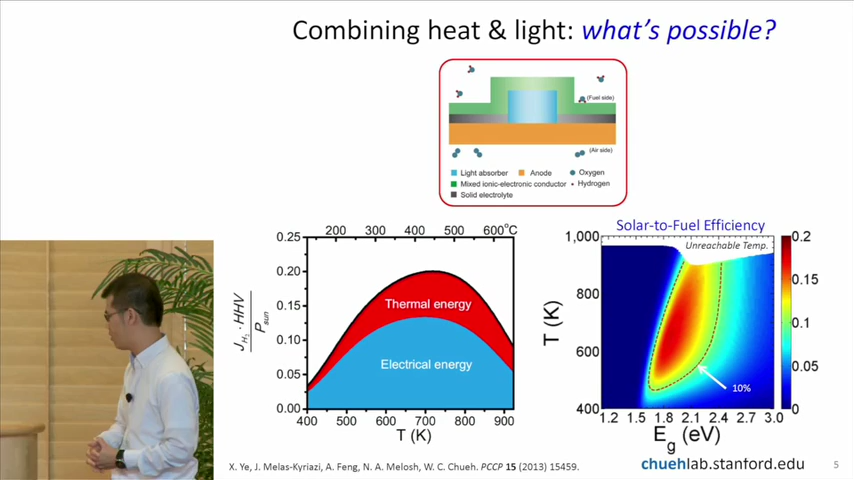 Combining heat & light: what's possible?
(Fuel side)
(Air side)
Light absorber Anode Oxygen
Mixed ionic-electronic conductor Hydrogen
Solid electrolyte
200 300 400 500 600°C
0.25
0.20
0.15
0.10
0.05
0.00
J_H2·HHV
P_sun
Thermal energy
Electrical energy
400 500 600 700 800 900
T (K)
Solar-to-Fuel Efficiency
Unreachable Temp.
1,000
800
600
400
T (K)
10%
1.2 1.5 1.8 2.1 2.4 2.7 3.0
E_g (eV)
0.2
0.15
0.1
0.05
0
X. Ye, J. Melas-Kyriazi, A. Feng, N. A. Melosh, W. C. Chueh. PCCP 15 (2013) 15459.
chuehlab.stanford.edu
5